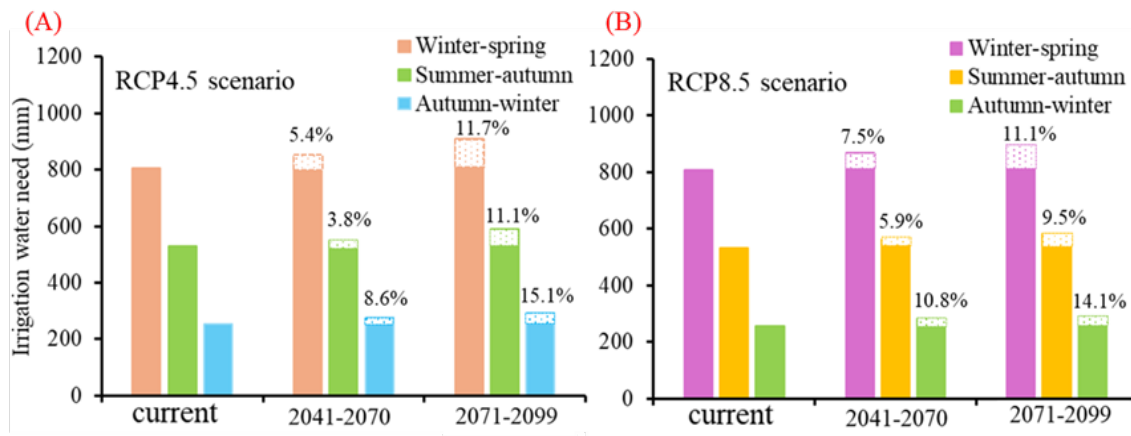 (A)
Winter-spring
Summer-autumn
Autumn-winter
RCP4.5 scenario
Irrigation water need (mm)
1200
1000
800
600
400
200
0
5.4%
3.8%
8.6%
11.7%
11.1%
15.1%
current
2041-2070
2071-2099
(B)
Winter-spring
Summer-autumn
Autumn-winter
RCP8.5 scenario
1200
1000
800
600
400
200
0
7.5%
5.9%
10.8%
11.1%
9.5%
14.1%
current
2041-2070
2071-2099